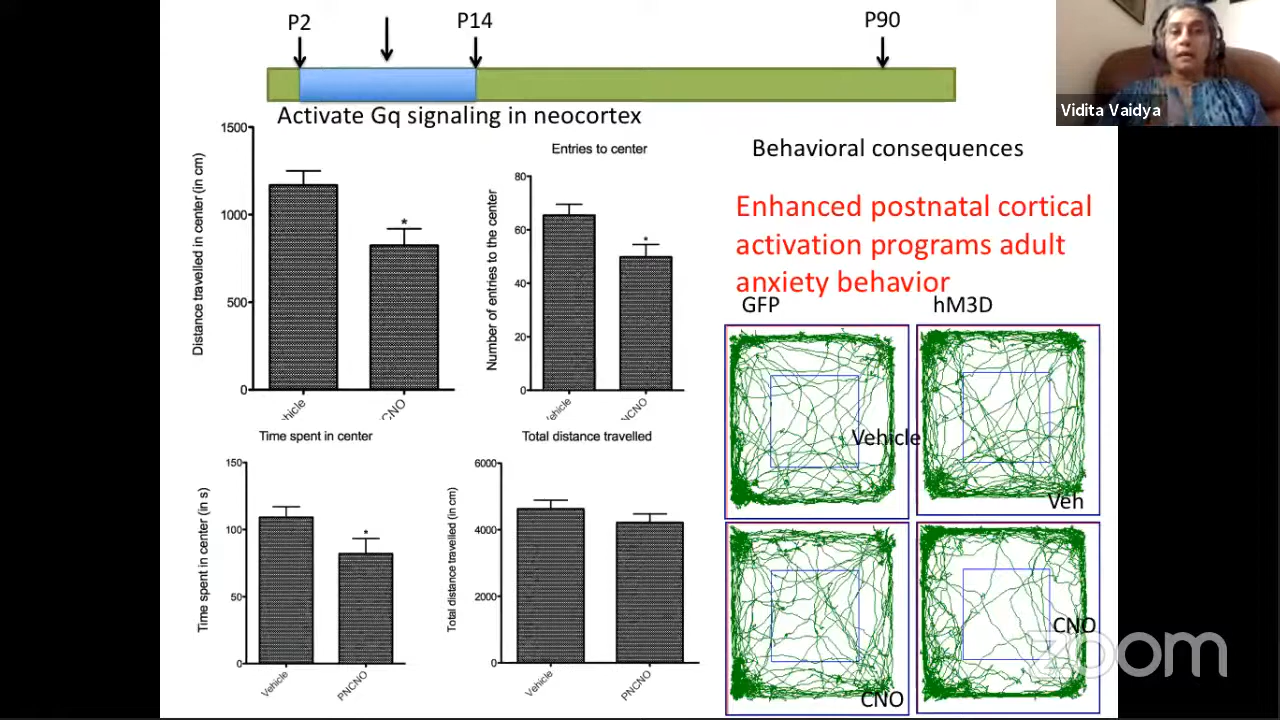 P2
P14
P90
Vidita Vaidya
Activate Gq signaling in neocortex
Behavioral consequences
Enhanced postnatal cortical
activation programs adult
anxiety behavior
Distance travelled in center (in cm)
1500
1000
500
0
*
CNO
Entries to center
Number of entries to the center
80
60
40
20
0
*
Time spent in center
Time spent in center (in s)
150
100
50
0
*
Vehicle
PNCNO
Total distance travelled
Total distance travelled (in cm)
6000
4000
2000
0
Vehicle
PNCNO
GFP
hM3D
Vehicle
Veh
CNO
CNO
zoom